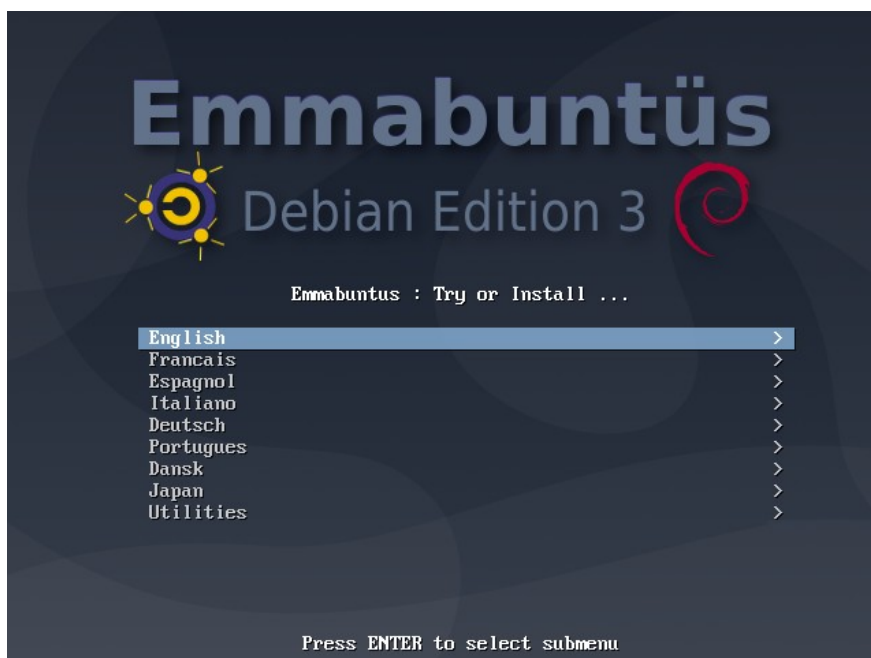 Emmabuntüs
Debian Edition 3
Emmabuntus : Try or Install ...
English >
Francais >
Espagnol >
Italiano >
Deutsch >
Portugues >
Dansk >
Japan >
Utilities >
Press ENTER to select submenu